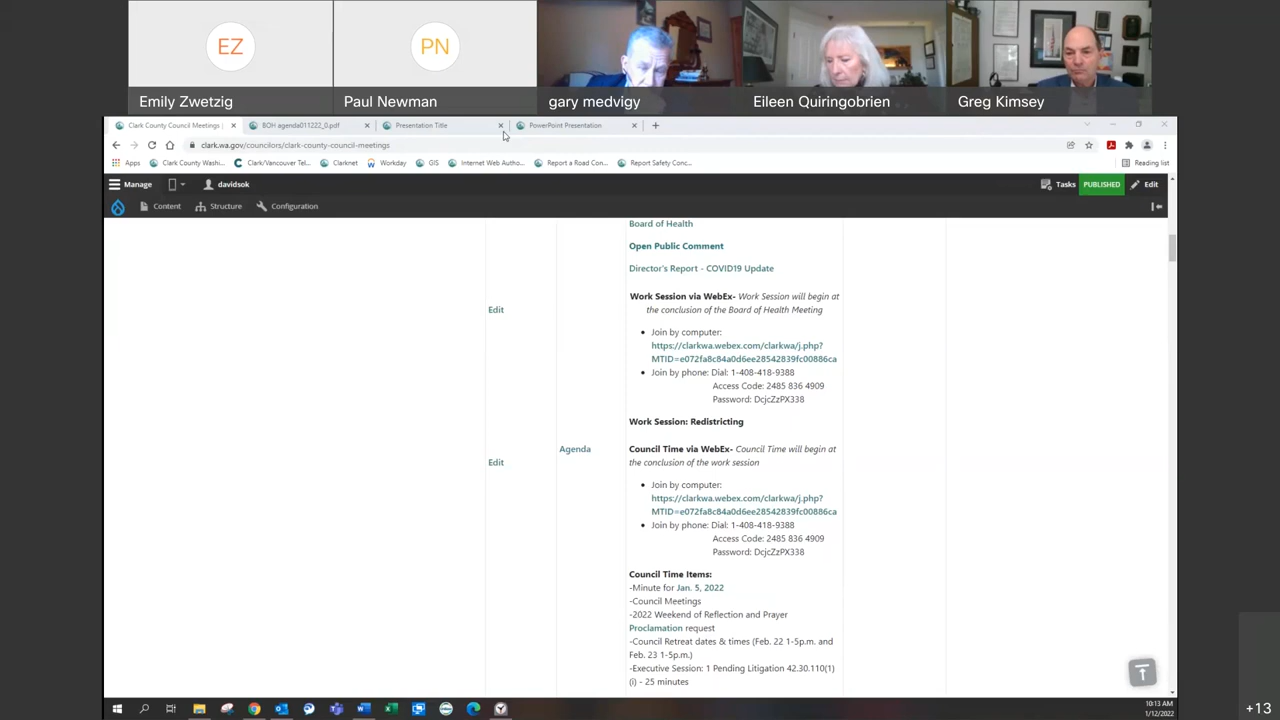 EZ
PN
Emily Zwetzig
Paul Newman
gary medvigy
Eileen Quiringobrien
Greg Kimsey
Clark County Council Meetings |
BOH agenda011222_0.pdf
Presentation Title
PowerPoint Presentation
clark.wa.gov/councilors/clark-county-council-meetings
Apps
Clark County Washi...
Clark/Vancouver Tel...
Clarknet
Workday
GIS
Internet Web Autho...
Report a Road Con...
Report Safety Conc...
Reading list
Manage
davidsok
Tasks
PUBLISHED
Edit
Content
Structure
Configuration
Board of Health
Open Public Comment
Director's Report - COVID19 Update
Work Session via WebEx- Work Session will begin at
the conclusion of the Board of Health Meeting
Edit
• Join by computer:
https://clarkwa.webex.com/clarkwa/j.php?
MTID=e072fa8c84a0d6ee28542839fc00886ca
• Join by phone: Dial: 1-408-418-9388
Access Code: 2485 836 4909
Password: DcjcZzPX338
Work Session: Redistricting
Agenda
Council Time via WebEx- Council Time will begin at
the conclusion of the work session
Edit
• Join by computer:
https://clarkwa.webex.com/clarkwa/j.php?
MTID=e072fa8c84a0d6ee28542839fc00886ca
• Join by phone: Dial: 1-408-418-9388
Access Code: 2485 836 4909
Password: DcjcZzPX338
Council Time Items:
-Minute for Jan. 5, 2022
-Council Meetings
-2022 Weekend of Reflection and Prayer
Proclamation request
-Council Retreat dates & times (Feb. 22 1-5p.m. and
Feb. 23 1-5p.m.)
-Executive Session: 1 Pending Litigation 42.30.110(1)
(i) - 25 minutes
10:13 AM
1/12/2022
+13